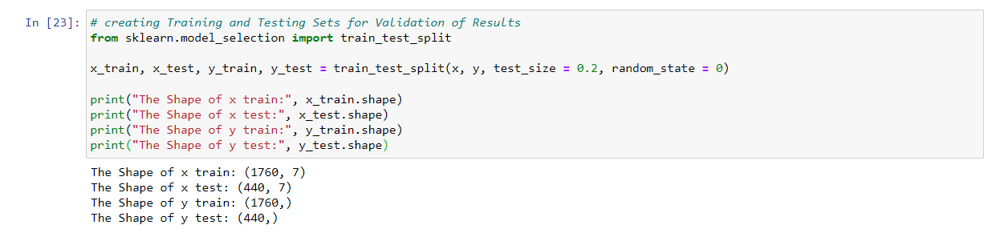 In [23]: # creating Training and Testing Sets for Validation of Results
from sklearn.model_selection import train_test_split
x_train, x_test, y_train, y_test = train_test_split(x, y, test_size = 0.2, random_state = 0)
print("The Shape of x train:", x_train.shape)
print("The Shape of x test:", x_test.shape)
print("The Shape of y train:", y_train.shape)
print("The Shape of y test:", y_test.shape)
The Shape of x train: (1760, 7)
The Shape of x test: (440, 7)
The Shape of y train: (1760,)
The Shape of y test: (440,)